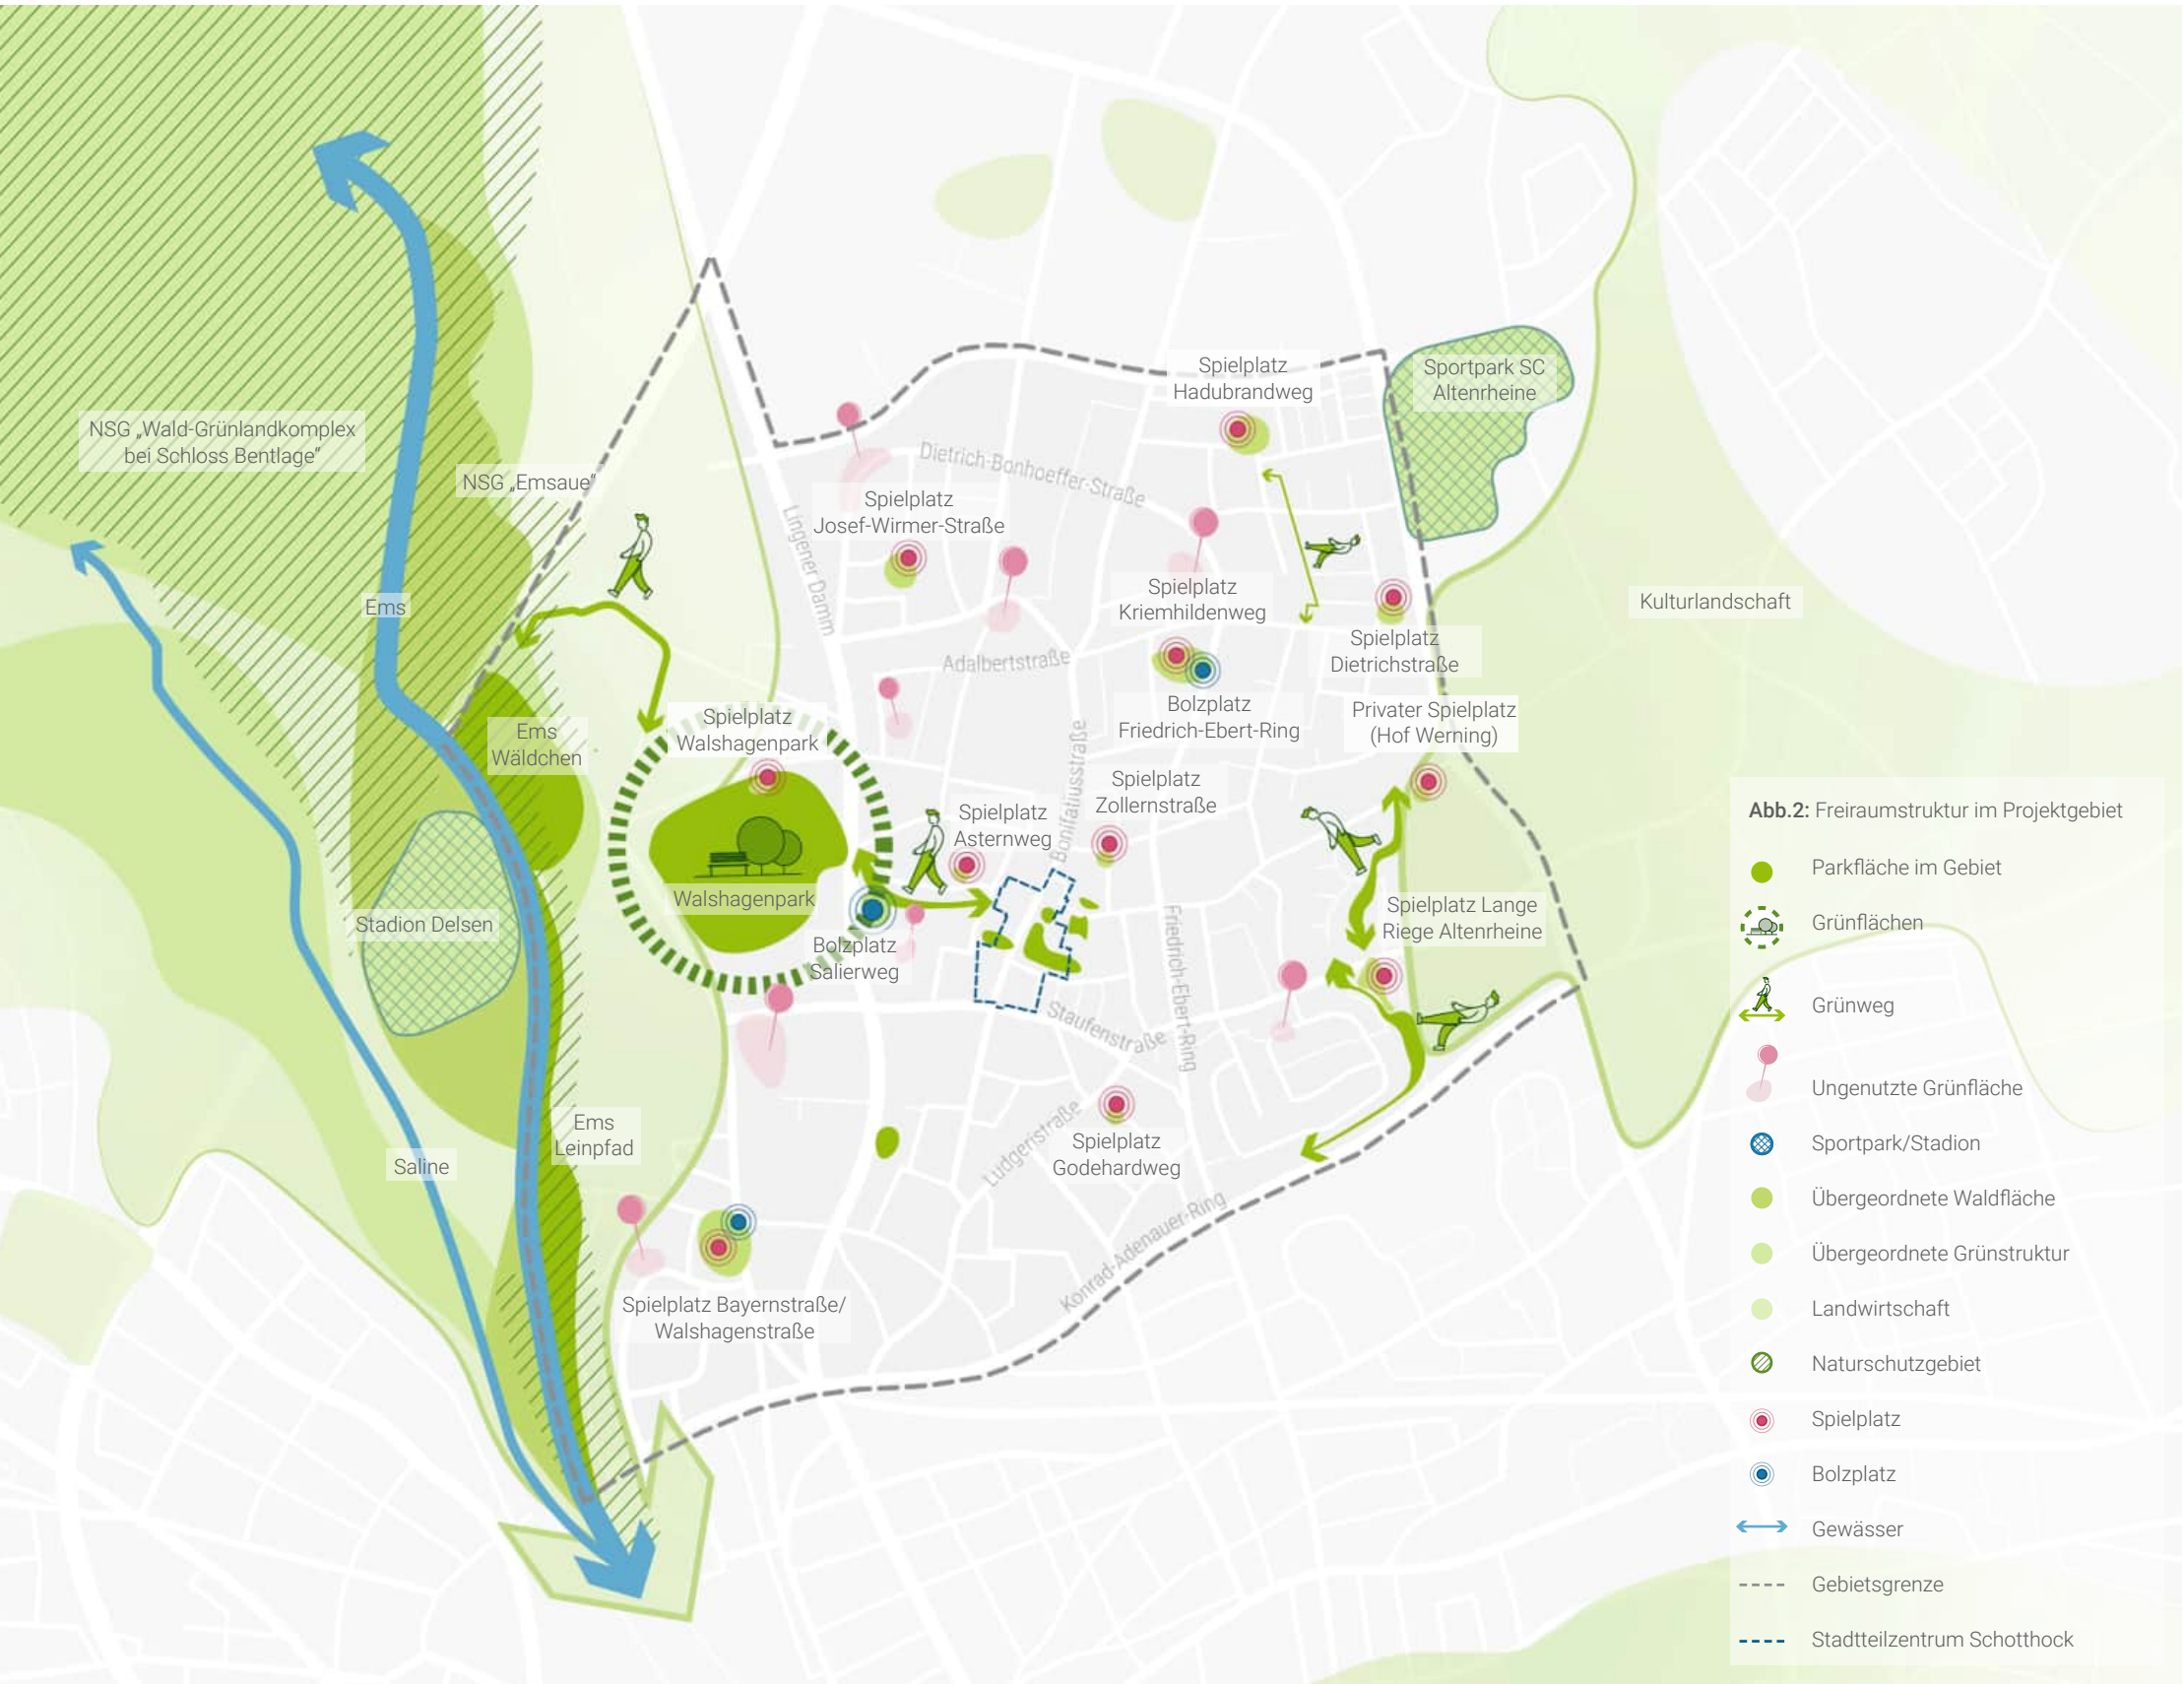 Spielplatz
Hadubrandweg
Sportpark SC
Altenrheine
NSG „Wald-Grünlandkomplex
bei Schloss Bentlage“
NSG „Emsaue“
Dietrich-Bonhoeffer-Straße
Spielplatz
Josef-Wirmer-Straße
Lingener Damm
Ems
Spielplatz
Kriemhildenweg
Kulturlandschaft
Spielplatz
Dietrichstraße
Adalbertstraße
Bolzplatz
Friedrich-Ebert-Ring
Privater Spielplatz
(Hof Werning)
Spielplatz
Walshagenpark
Ems
Wäldchen
Bonifatiusstraße
Spielplatz
Zollernstraße
Spielplatz
Asternweg
Walshagenpark
Stadion Delsen
Bolzplatz
Salierweg
Spielplatz Lange
Riege Altenrheine
Friedrich-Ebert-Ring
Staufenstraße
Ems
Leinpfad
Saline
Ludgeristraße
Spielplatz
Godehardweg
Konrad-Adenauer-Ring
Spielplatz Bayernstraße/
Walshagenstraße
Abb.2: Freiraumstruktur im Projektgebiet
Parkfläche im Gebiet
Grünflächen
Grünweg
Ungenutzte Grünfläche
Sportpark/Stadion
Übergeordnete Waldfläche
Übergeordnete Grünstruktur
Landwirtschaft
Naturschutzgebiet
Spielplatz
Bolzplatz
Gewässer
Gebietsgrenze
Stadtteilzentrum Schotthock